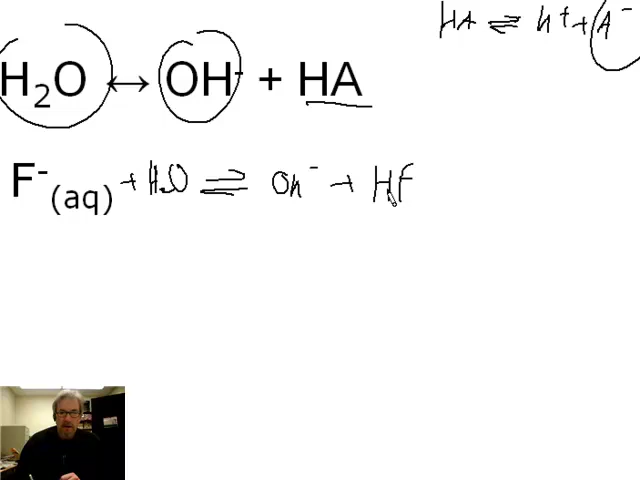 HA ⇌ h+ + A-
H₂O ↔ OH- + HA
F-(aq) + H₂O ⇌ Oh- + HF